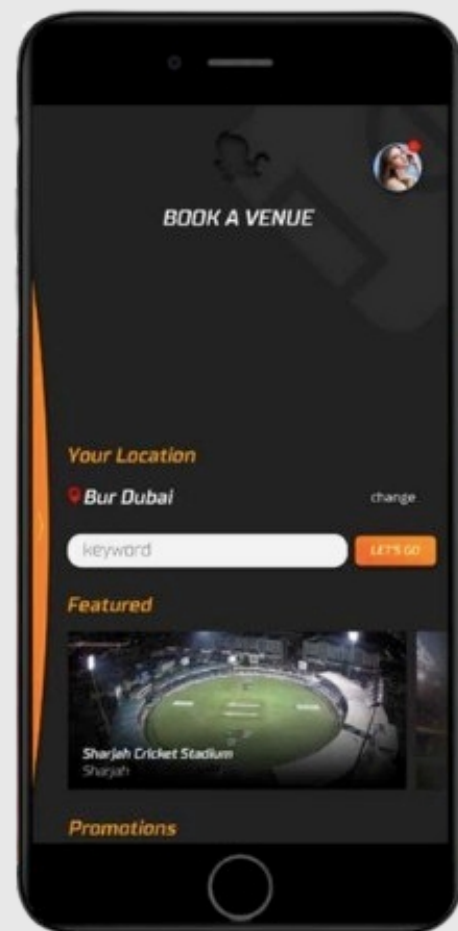 BOOK A VENUE
Your Location
Bur Dubai
change
keyword
LET'S GO
Featured
Sharjah Cricket Stadium
Sharjah
Promotions